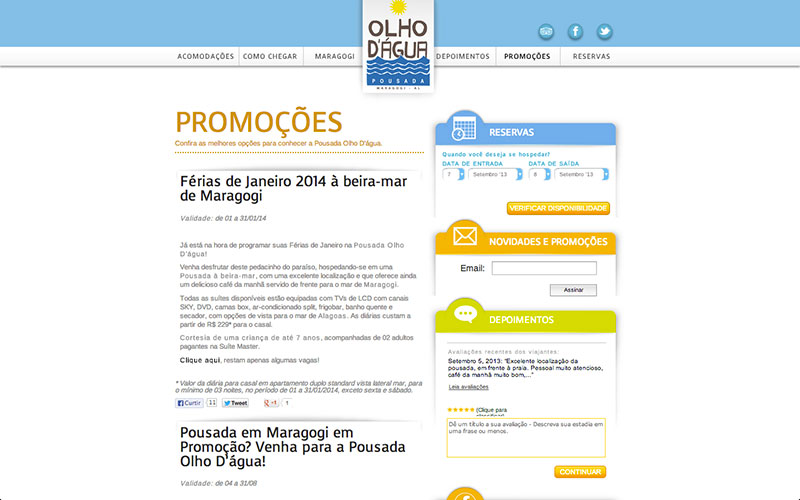 OLHO
D'ÁGUA
POUSADA
MARAGOGI - AL
ACOMODAÇÕES COMO CHEGAR MARAGOGI DEPOIMENTOS PROMOÇÕES RESERVAS
PROMOÇÕES
Confira as melhores opções para conhecer a Pousada Olho D'água.
Férias de Janeiro 2014 à beira-mar
de Maragogi
Validade: de 01 a 31/01/14
Já está na hora de programar suas Férias de Janeiro na Pousada Olho
D'água!
Venha desfrutar deste pedacinho do paraíso, hospedando-se em uma
Pousada à beira-mar, com uma excelente localização e que oferece ainda
um delicioso café da manhã servido de frente para o mar de Maragogi.
Todas as suítes disponíveis estão equipadas com TVs de LCD com canais
SKY, DVD, camas box, ar-condicionado split, frigobar, banho quente e
secador, com opções de vista para o mar de Alagoas. As diárias custam a
partir de R$ 229* para o casal.
Cortesia de uma criança de até 7 anos, acompanhadas de 02 adultos
pagantes na Suíte Master.
Clique aqui, restam apenas algumas vagas!
* Valor da diária para casal em apartamento duplo standard vista lateral mar, para
o mínimo de 03 noites, no período de 01 a 31/01/2014, exceto sexta e sábado.
Curtir 11 Tweet +1 1
Pousada em Maragogi em
Promoção? Venha para a Pousada
Olho D'água!
Validade: de 04 a 31/08
RESERVAS
Quando você deseja se hospedar?
DATA DE ENTRADA DATA DE SAÍDA
7 Setembro '13 8 Setembro '13
VERIFICAR DISPONIBILIDADE
NOVIDADES E PROMOÇÕES
Email:
Assinar
DEPOIMENTOS
Avaliações recentes dos viajantes:
Setembro 5, 2013: "Excelente localização da
pousada, em frente à praia. Pessoal muito atencioso,
café da manhã muito bom,..."
Leia avaliações
(Clique para
Dê um título a sua avaliação - Descreva sua estadia em
uma frase ou menos.
CONTINUAR